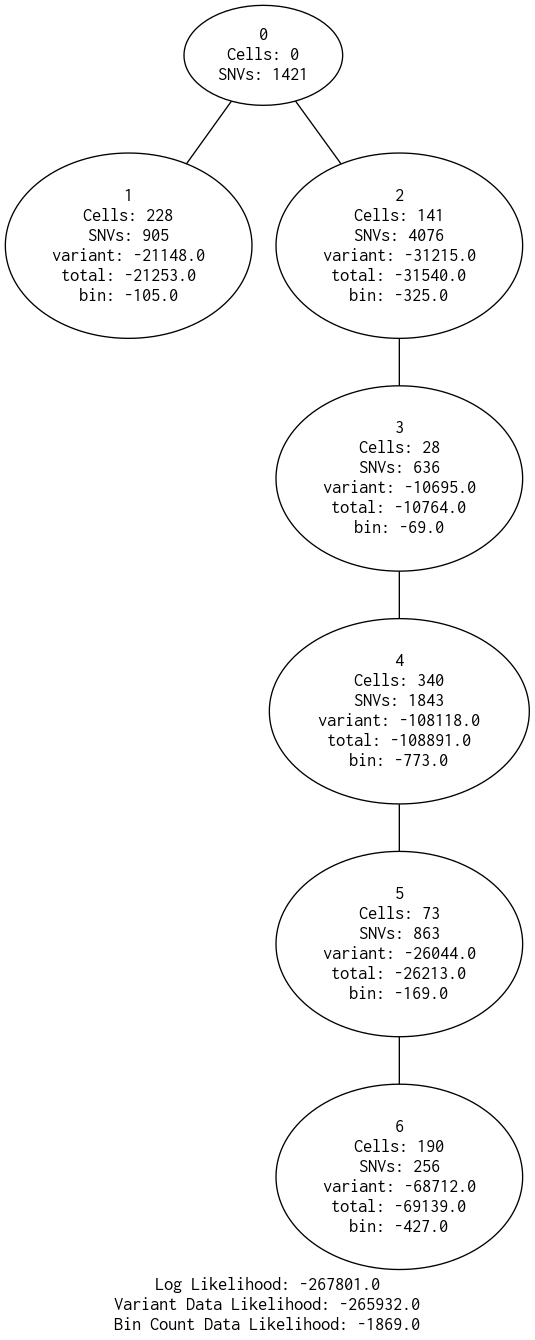 0
Cells: 0
SNVs: 1421
1
Cells: 228
SNVs: 905
variant: -21148.0
total: -21253.0
bin: -105.0
2
Cells: 141
SNVs: 4076
variant: -31215.0
total: -31540.0
bin: -325.0
3
Cells: 28
SNVs: 636
variant: -10695.0
total: -10764.0
bin: -69.0
4
Cells: 340
SNVs: 1843
variant: -108118.0
total: -108891.0
bin: -773.0
5
Cells: 73
SNVs: 863
variant: -26044.0
total: -26213.0
bin: -169.0
6
Cells: 190
SNVs: 256
variant: -68712.0
total: -69139.0
bin: -427.0
Log Likelihood: -267801.0
Variant Data Likelihood: -265932.0
Bin Count Data Likelihood: -1869.0